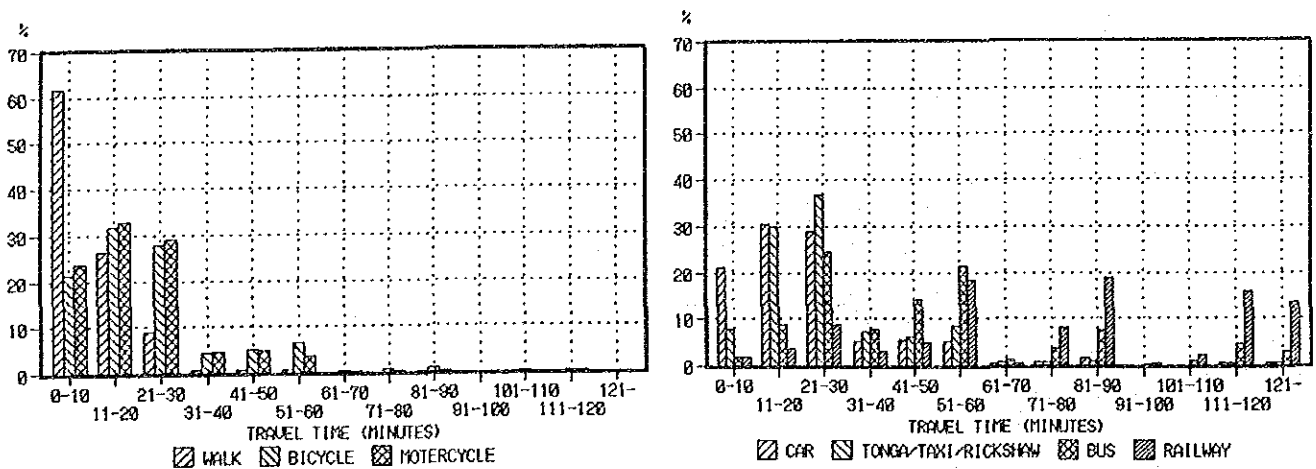 %
70
60
50
40
30
20
10
0
0-10 21-30 41-50 61-70 81-90 101-110 121-
11-20 31-40 51-60 71-80 91-100 111-120
TRAVEL TIME (MINUTES)
WALK BICYCLE MOTERCYCLE
%
70
60
50
40
30
20
10
0
0-10 21-30 41-50 61-70 81-90 101-110 121-
11-20 31-40 51-60 71-80 91-100 111-120
TRAVEL TIME (MINUTES)
CAR TONGA/TAXI/RICKSHAW BUS RAILWAY